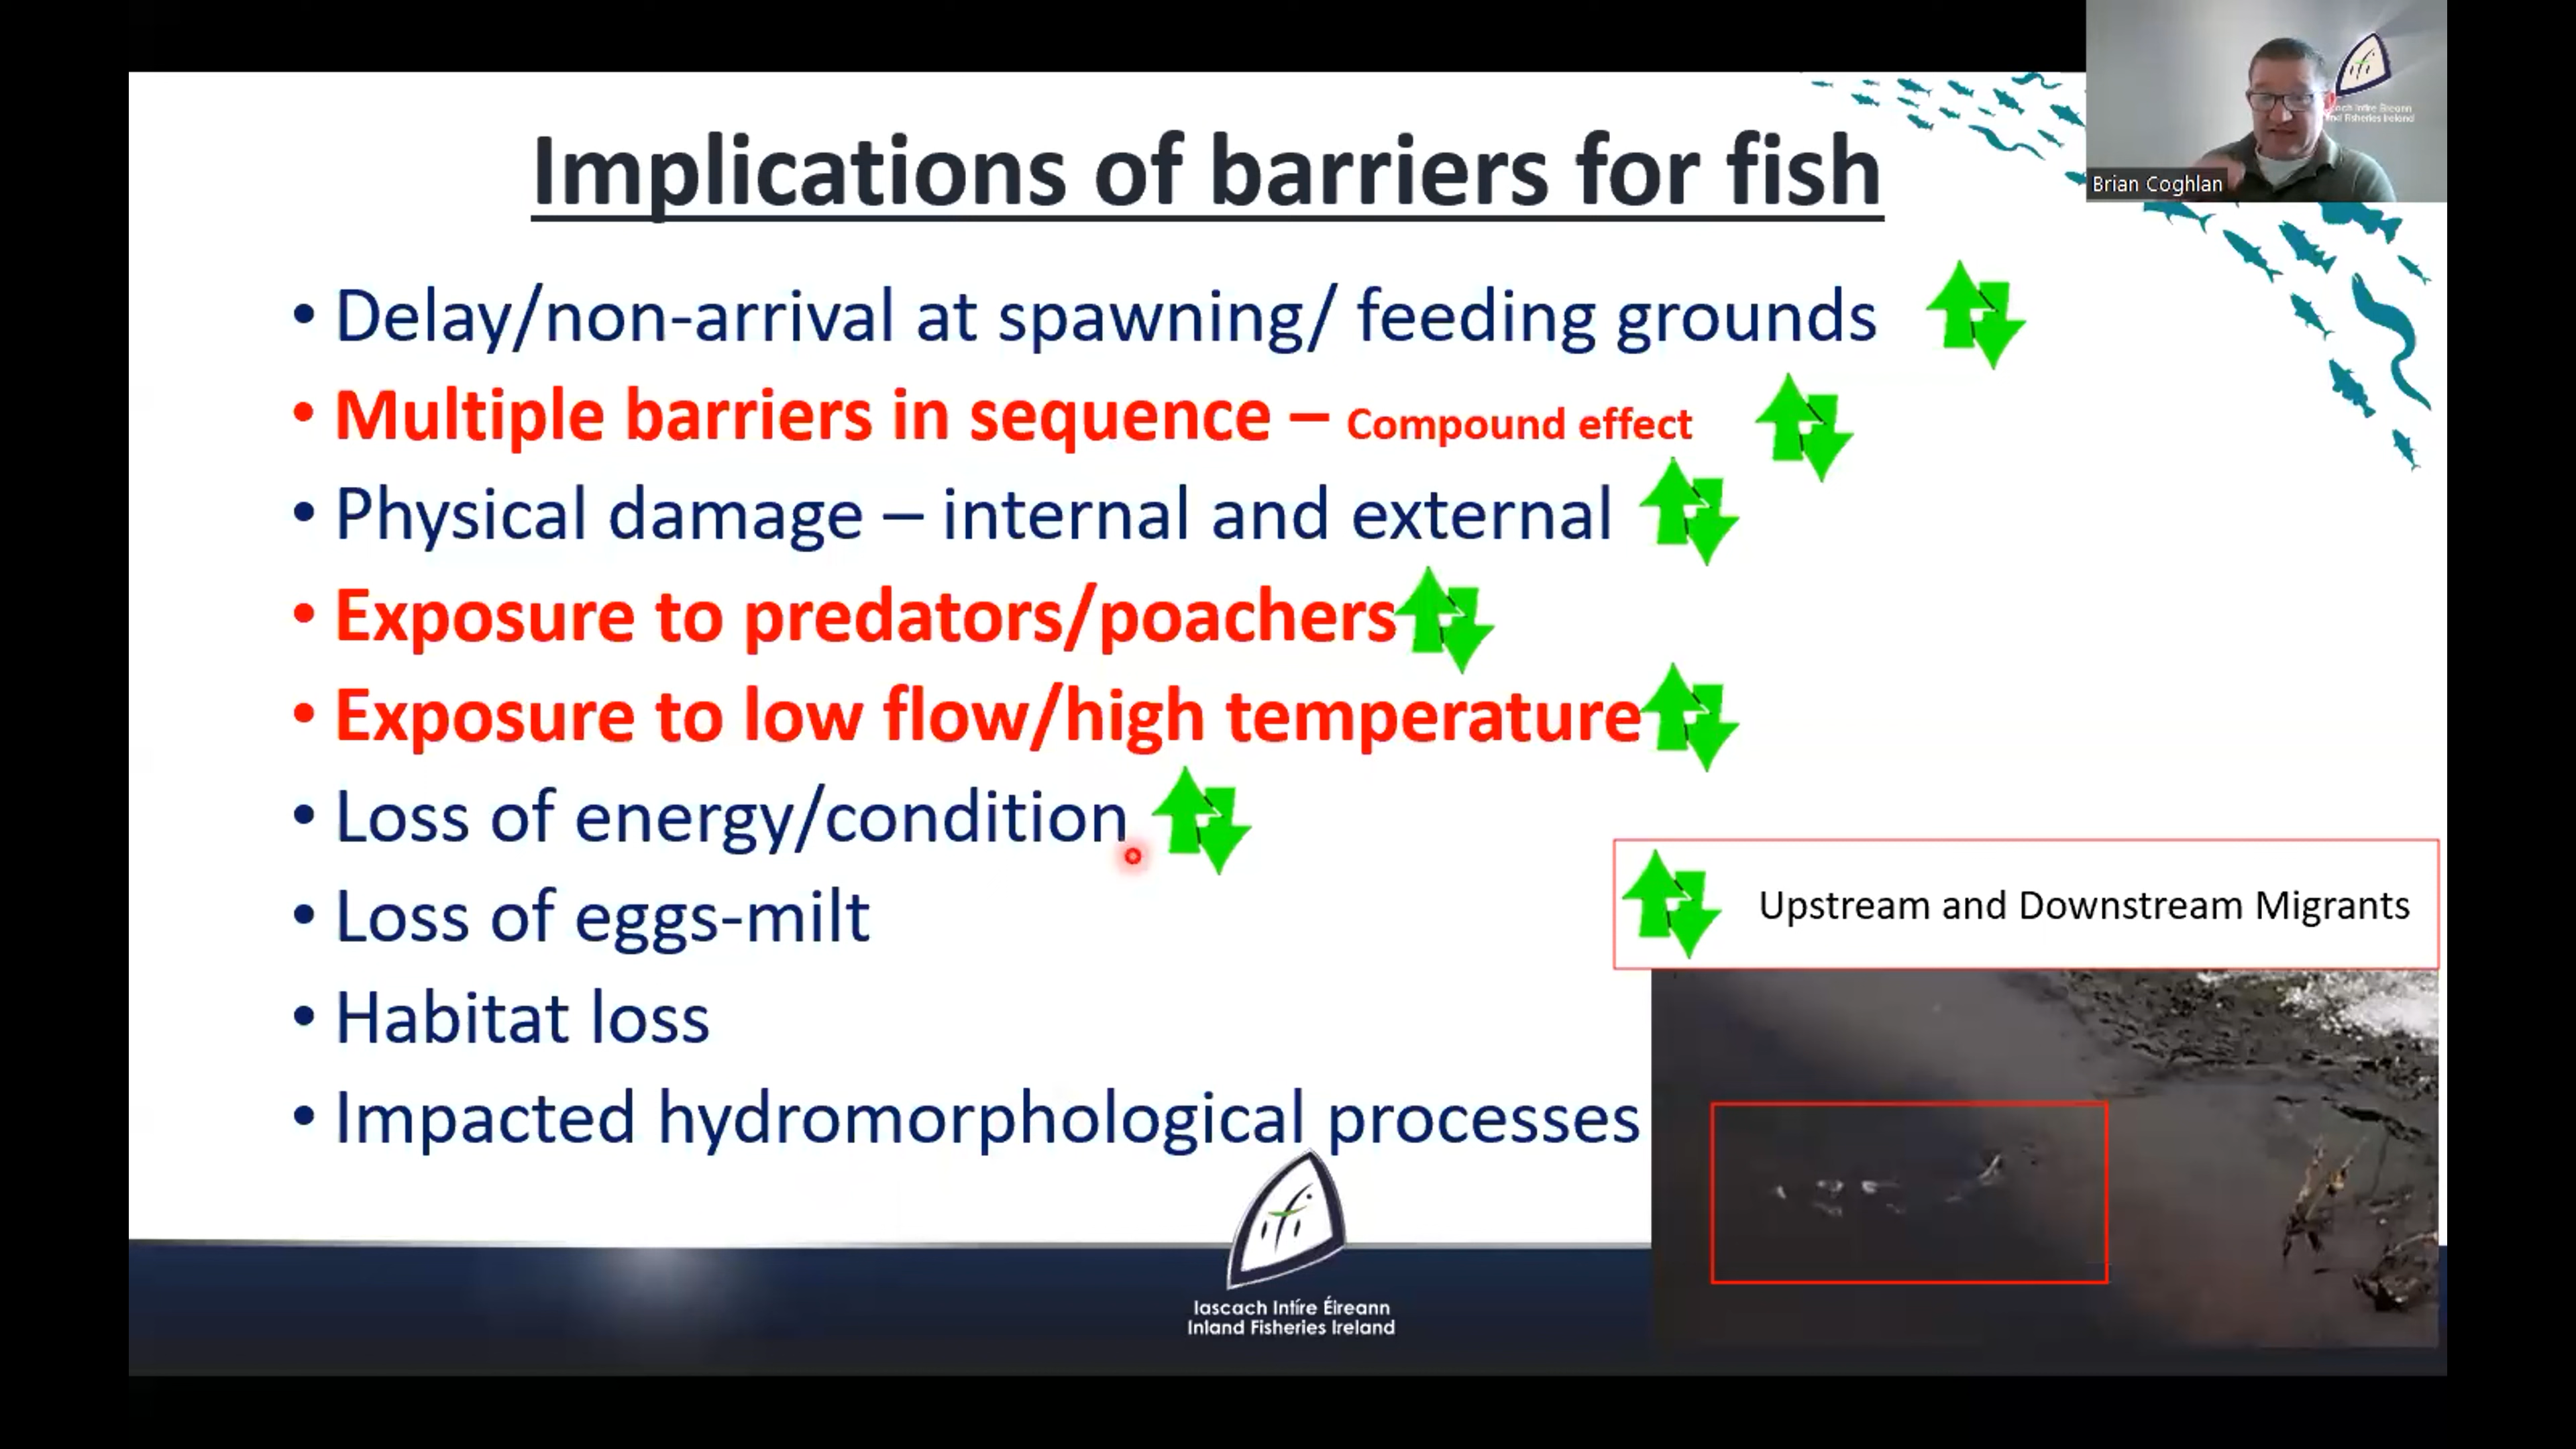 Implications of barriers for fish
Brian Coghlan
• Delay/non-arrival at spawning/ feeding grounds
• Multiple barriers in sequence – Compound effect
• Physical damage – internal and external
• Exposure to predators/poachers
• Exposure to low flow/high temperature
• Loss of energy/condition
• Loss of eggs-milt
• Habitat loss
• Impacted hydromorphological processes
Upstream and Downstream Migrants
Iascach Intíre Éireann
Inland Fisheries Ireland